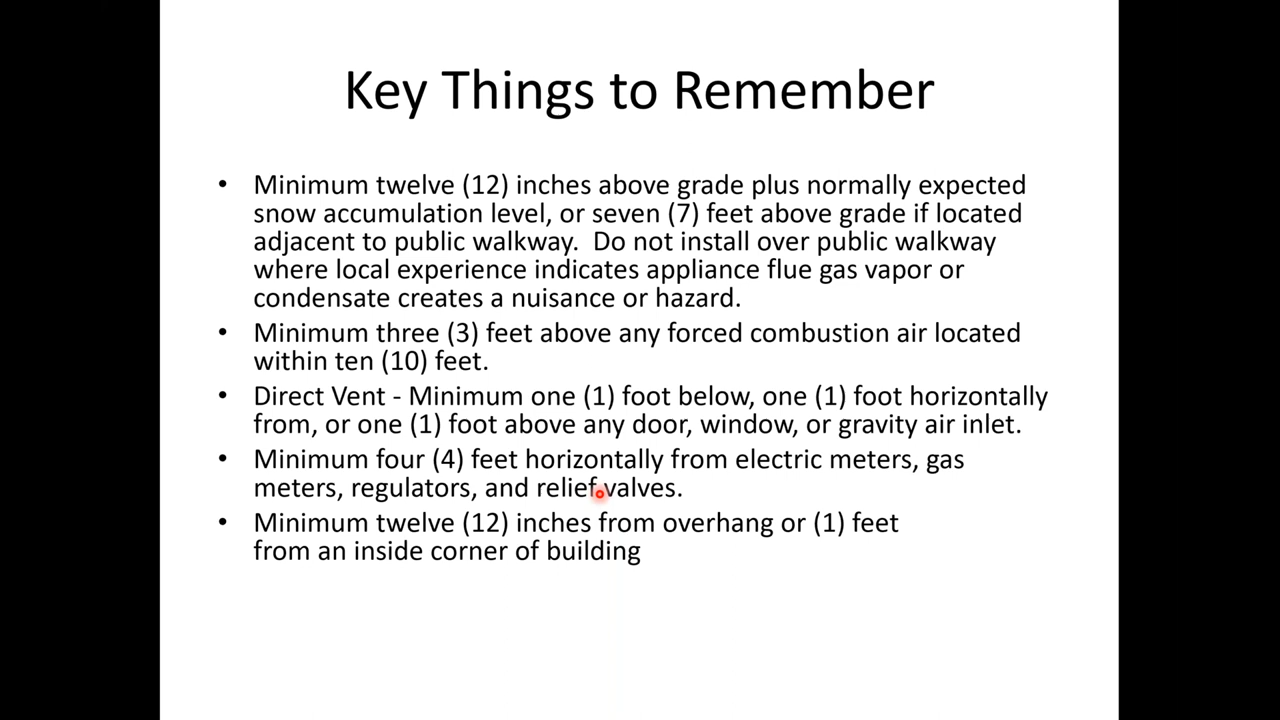 Key Things to Remember
• Minimum twelve (12) inches above grade plus normally expected
snow accumulation level, or seven (7) feet above grade if located
adjacent to public walkway.  Do not install over public walkway
where local experience indicates appliance flue gas vapor or
condensate creates a nuisance or hazard.
• Minimum three (3) feet above any forced combustion air located
within ten (10) feet.
• Direct Vent - Minimum one (1) foot below, one (1) foot horizontally
from, or one (1) foot above any door, window, or gravity air inlet.
• Minimum four (4) feet horizontally from electric meters, gas
meters, regulators, and relief valves.
• Minimum twelve (12) inches from overhang or (1) feet
from an inside corner of building